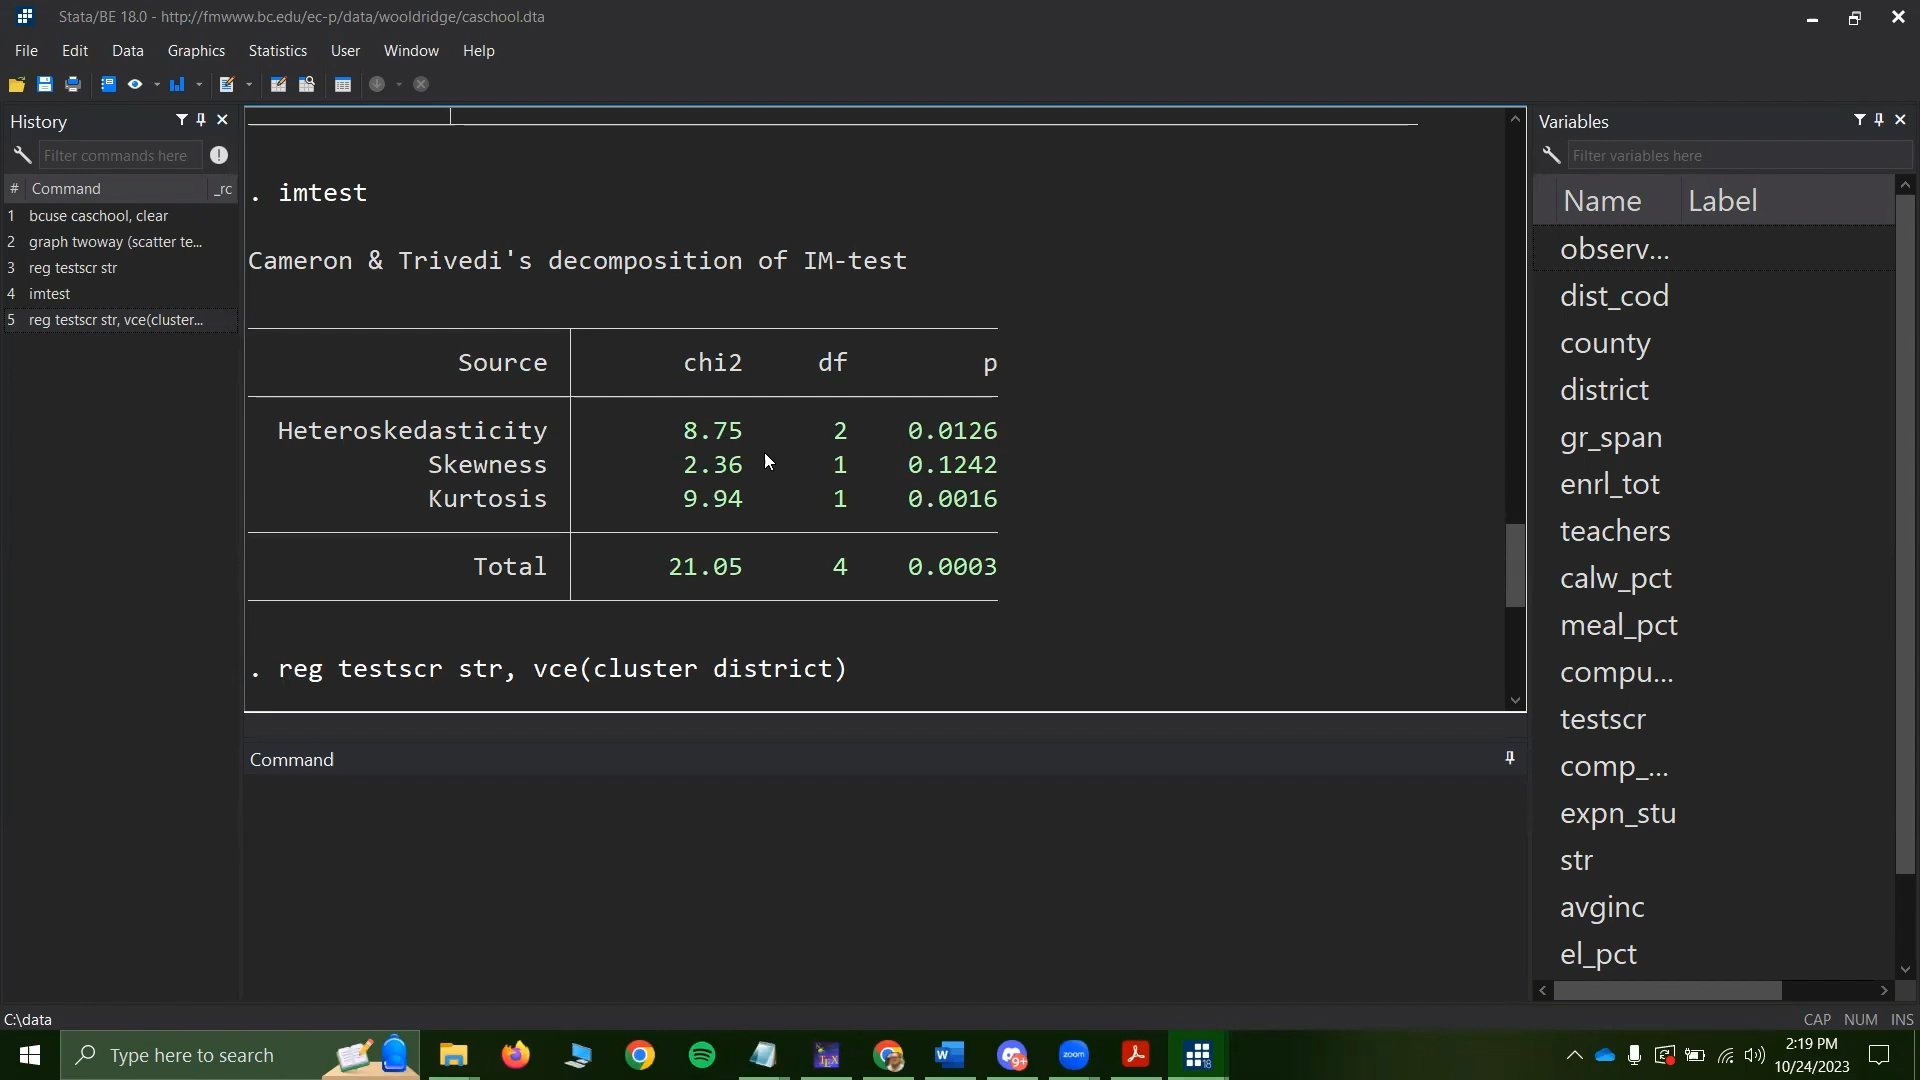 Stata/BE 18.0 - http://fmwww.bc.edu/ec-p/data/wooldridge/caschool.dta
File Edit Data Graphics Statistics User Window Help
History
Filter commands here
# Command _rc
1 bcuse caschool, clear
2 graph twoway (scatter te...
3 reg testscr str
4 imtest
5 reg testscr str, vce(cluster...
. imtest
Cameron & Trivedi's decomposition of IM-test
Source chi2 df p
Heteroskedasticity 8.75 2 0.0126
Skewness 2.36 1 0.1242
Kurtosis 9.94 1 0.0016
Total 21.05 4 0.0003
. reg testscr str, vce(cluster district)
Command
Variables
Filter variables here
Name Label
observ...
dist_cod
county
district
gr_span
enrl_tot
teachers
calw_pct
meal_pct
compu...
testscr
comp_...
expn_stu
str
avginc
el_pct
C:\data
CAP NUM INS
Type here to search
TEX
W
9+
zoom
18
2:19 PM
10/24/2023